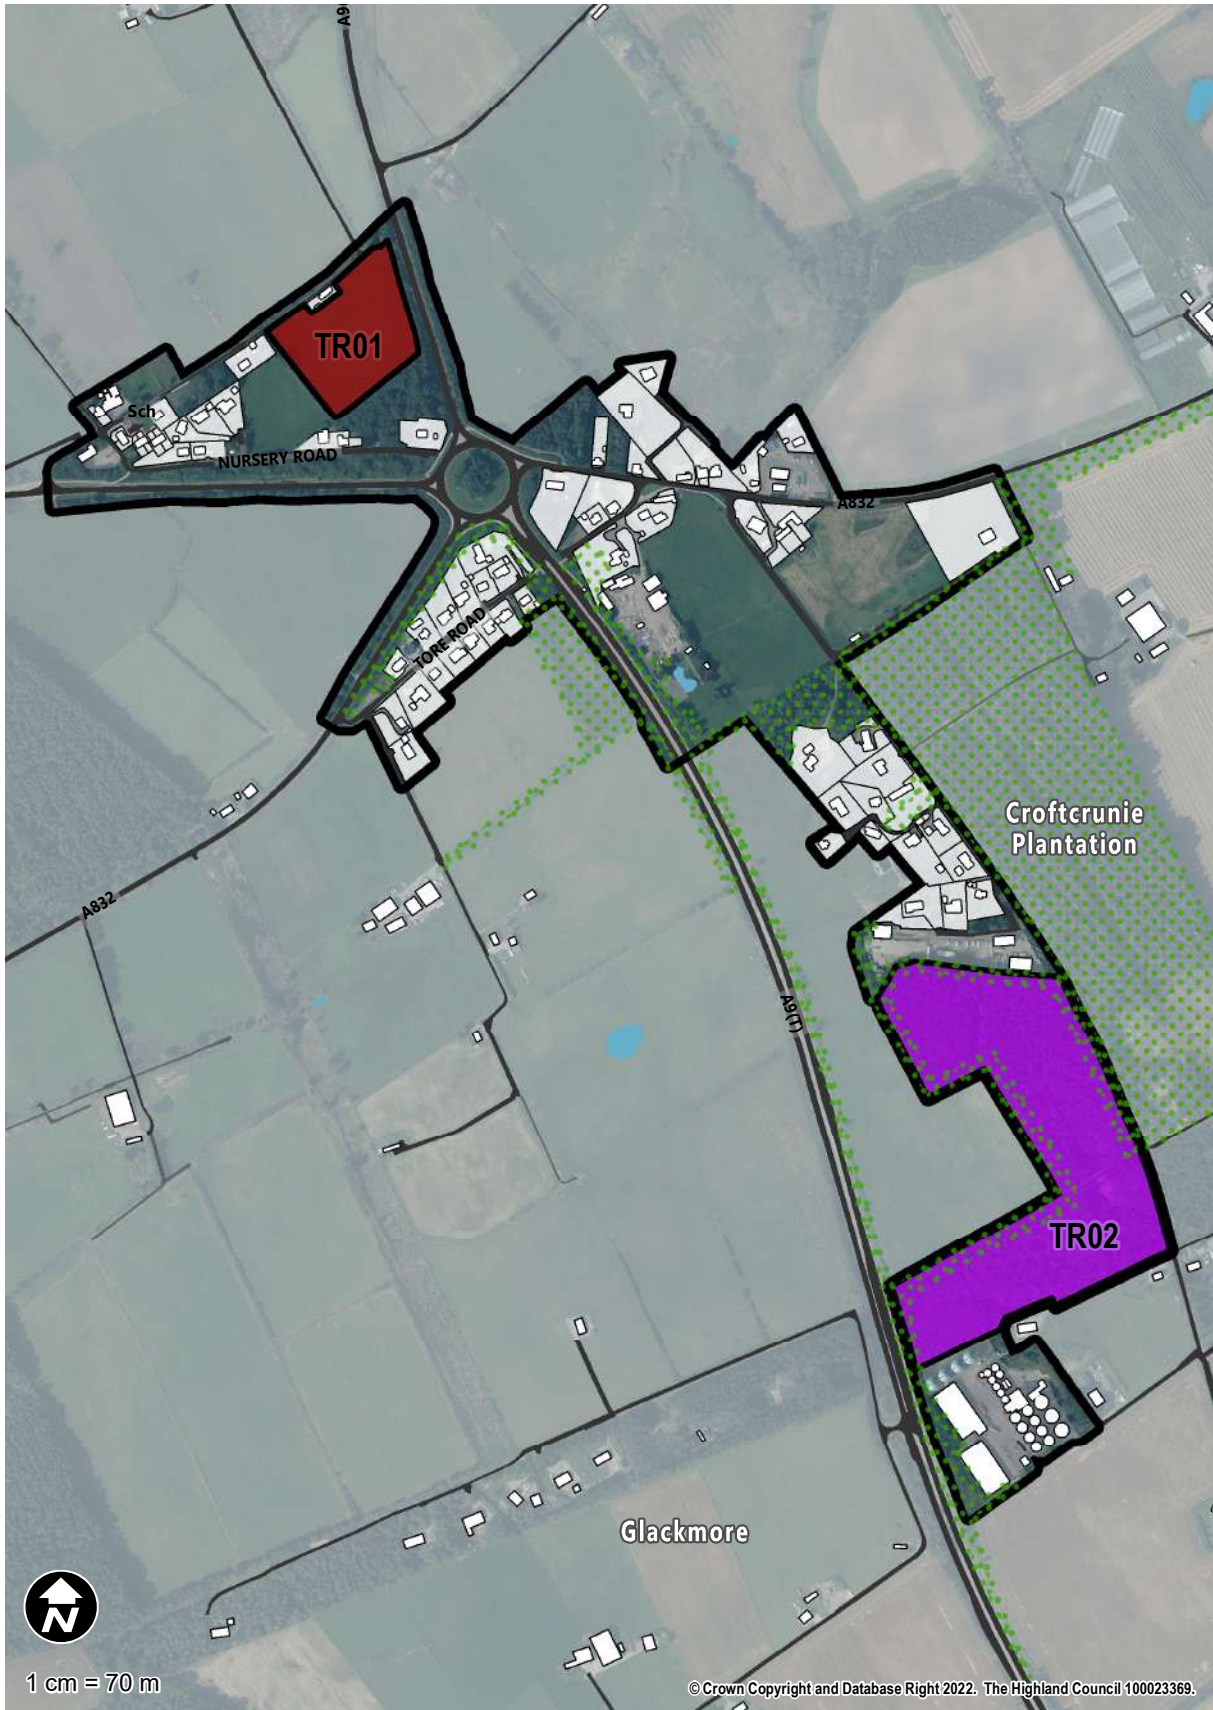 TR01
Sch
NURSERY ROAD
A832
TORE ROAD
Croftcrunie
Plantation
A832
A9(T)
TR02
Glackmore
N
1 cm = 70 m
© Crown Copyright and Database Right 2022. The Highland Council 100023369.